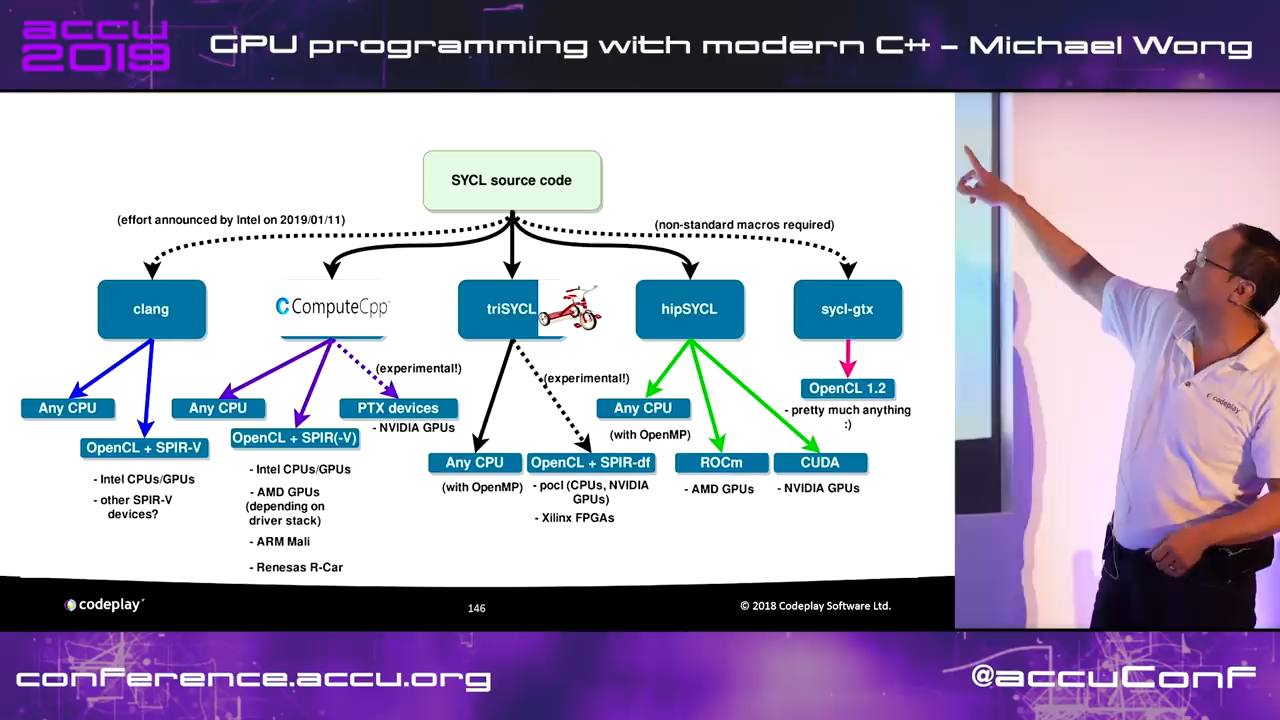 accu
2019
GPU programming with modern C++ – Michael Wong
SYCL source code
(effort announced by Intel on 2019/01/11)
(non-standard macros required)
clang
ComputeCpp™
triSYCL
hipSYCL
sycl-gtx
(experimental!)
(experimental!)
OpenCL 1.2
- pretty much anything
:)
Any CPU
Any CPU
PTX devices
- NVIDIA GPUs
Any CPU
(with OpenMP)
OpenCL + SPIR-V
- Intel CPUs/GPUs
- other SPIR-V
devices?
OpenCL + SPIR(-V)
- Intel CPUs/GPUs
- AMD GPUs
(depending on
driver stack)
- ARM Mali
- Renesas R-Car
Any CPU
(with OpenMP)
OpenCL + SPIR-df
- pocl (CPUs, NVIDIA
GPUs)
- Xilinx FPGAs
ROCm
- AMD GPUs
CUDA
- NVIDIA GPUs
codeplay
codeplay
146
© 2018 Codeplay Software Ltd.
conference.accu.org
@accuConf